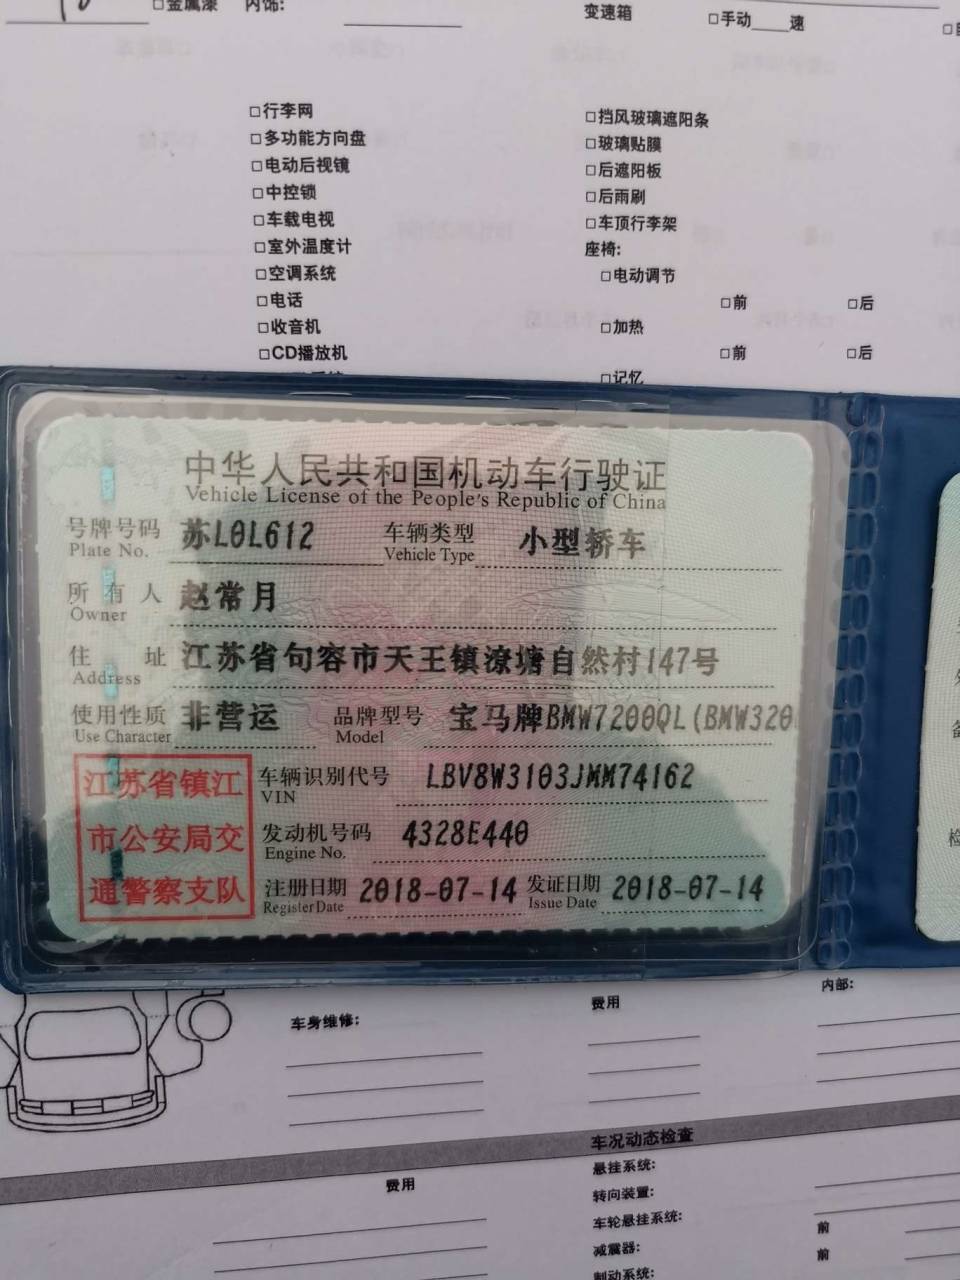 □金属漆 内饰:
变速箱 □手动 速
□行李网
□多功能方向盘
□电动后视镜
□中控锁
□车载电视
□室外温度计
□空调系统
□电话
□收音机
□CD播放机
□挡风玻璃遮阳条
□玻璃贴膜
□后遮阳板
□后雨刷
□车顶行李架
座椅:
□电动调节
□前 □后
□加热
□前 □后
□记忆
中华人民共和国机动车行驶证
Vehicle License of the People's Republic of China
号牌号码 苏L0L612 车辆类型 小型轿车
Plate No. Vehicle Type
所有人 赵常月
Owner
住址 江苏省句容市天王镇潦塘自然村147号
Address
使用性质 非营运 品牌型号 宝马牌BMW7200QL(BMW320
Use Character Model
江苏省镇江
市公安局交
通警察支队
车辆识别代号 LBV8W3103JMM74162
VIN
发动机号码 4328E440
Engine No.
注册日期 2018-07-14 发证日期 2018-07-14
Register Date Issue Date
车身维修: 费用 内部:
车况动态检查
费用
悬挂系统:
转向装置:
车轮悬挂系统: 前
减震器: 前
制动系统: